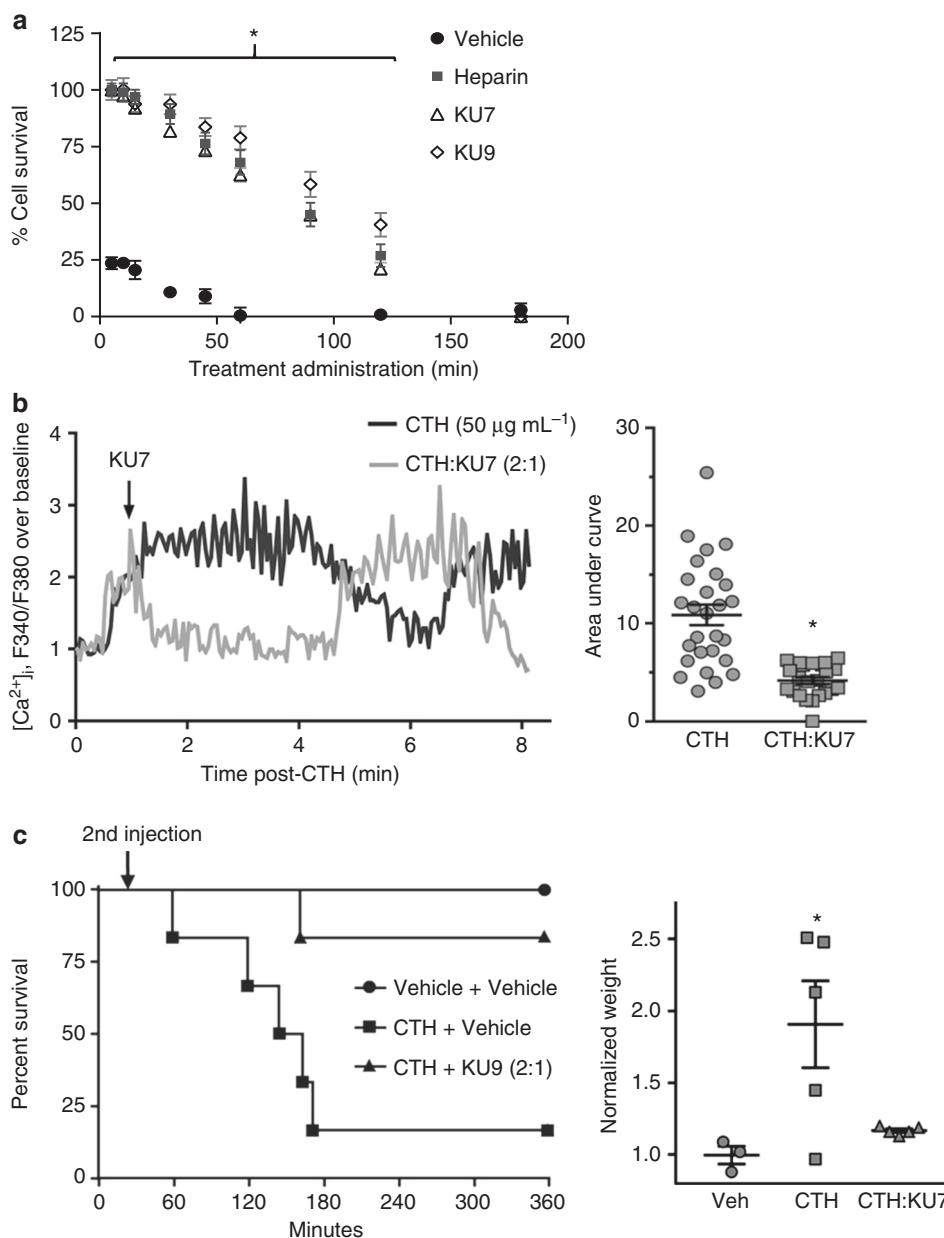 a
125
100
75
50
25
0
% Cell survival
*
Vehicle
Heparin
KU7
KU9
0 50 100 150 200
Treatment administration (min)
b
4
3
2
1
0
[Ca²⁺]ᵢ, F340/F380 over baseline
KU7
CTH (50 μg mL⁻¹)
CTH:KU7 (2:1)
0 2 4 6 8
Time post-CTH (min)
30
20
10
0
Area under curve
*
CTH CTH:KU7
c
2nd injection
100
75
50
25
0
Percent survival
Vehicle + Vehicle
CTH + Vehicle
CTH + KU9 (2:1)
0 60 120 180 240 300 360
Minutes
2.5
2.0
1.5
1.0
Normalized weight
*
Veh CTH CTH:KU7